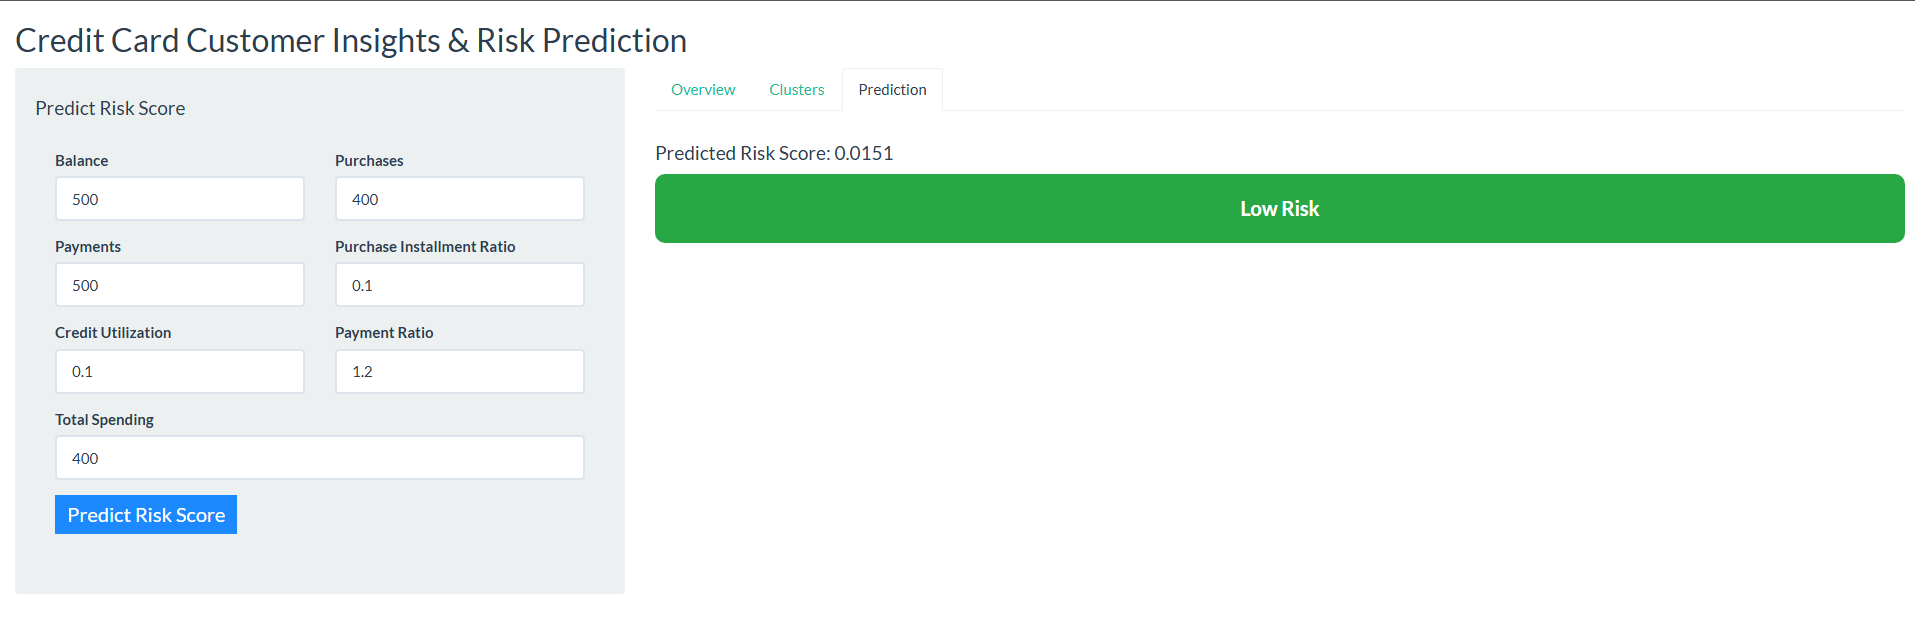 Credit Card Customer Insights & Risk Prediction
Predict Risk Score
Balance
500
Purchases
400
Payments
500
Purchase Installment Ratio
0.1
Credit Utilization
0.1
Payment Ratio
1.2
Total Spending
400
Predict Risk Score
Overview
Clusters
Prediction
Predicted Risk Score: 0.0151
Low Risk